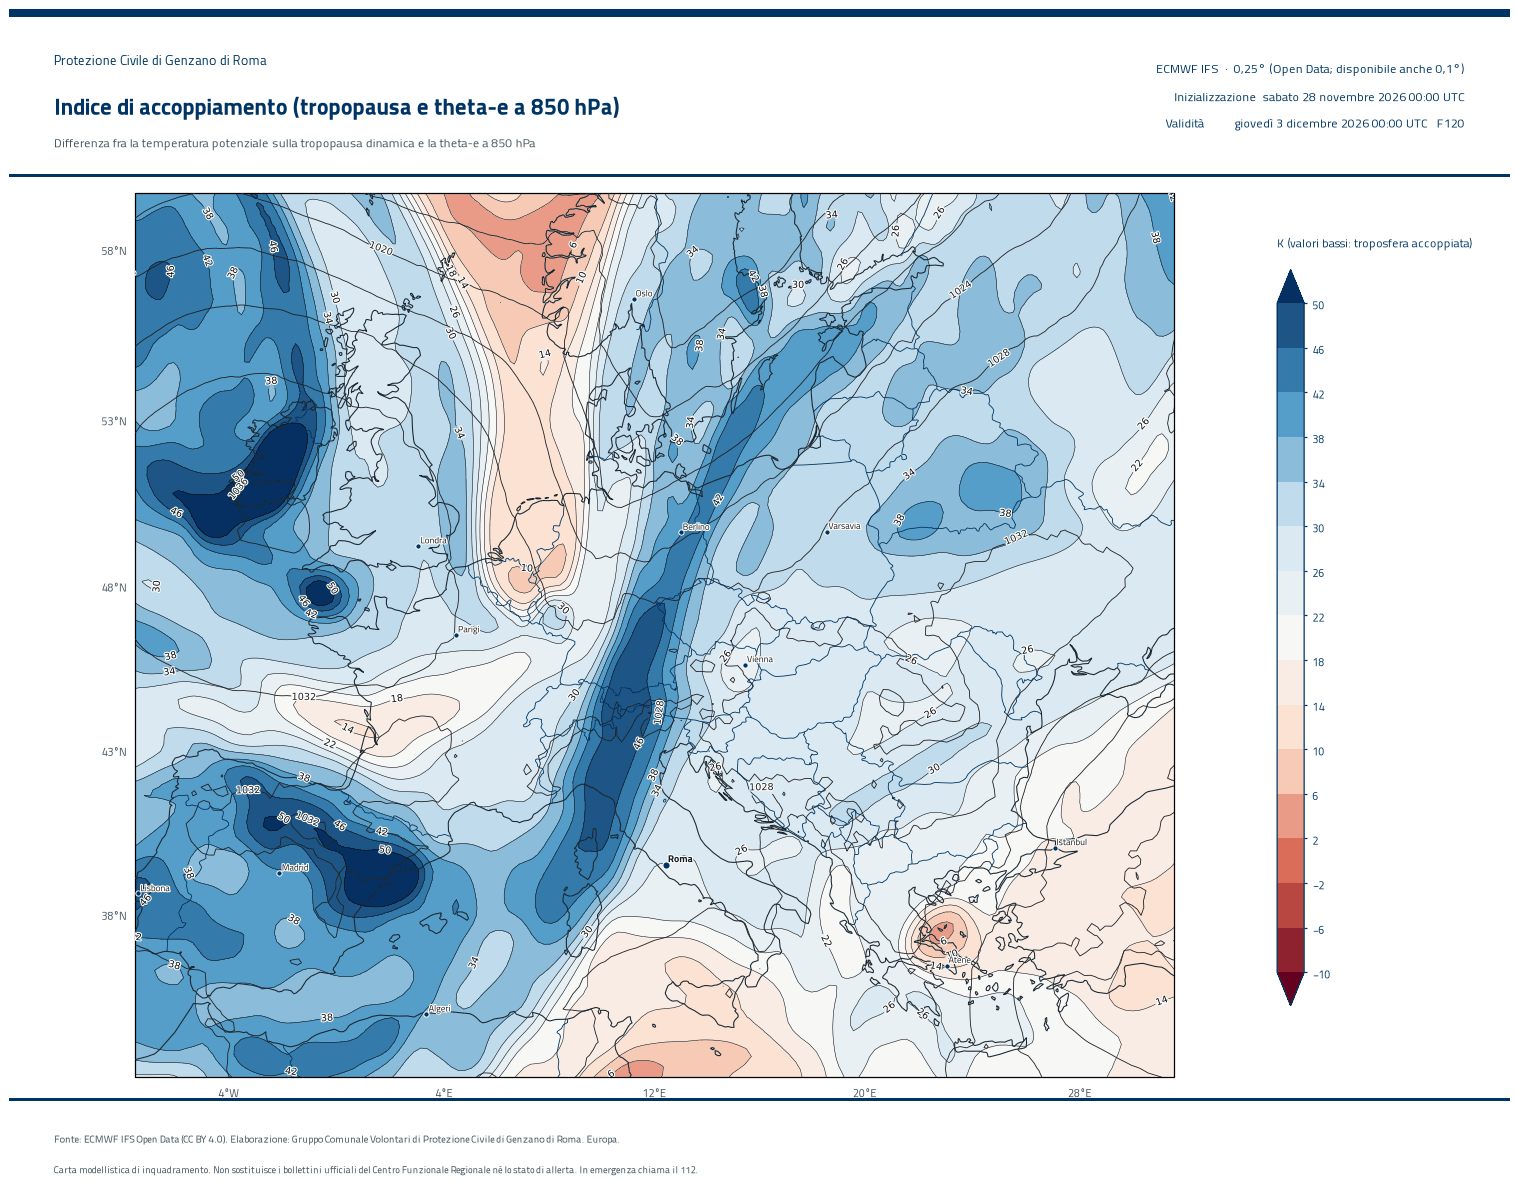 Protezione Civile di Genzano di Roma
Indice di accoppiamento (tropopausa e theta-e a 850 hPa)
Differenza fra la temperatura potenziale sulla tropopausa dinamica e la theta-e a 850 hPa
ECMWF IFS · 0,25° (Open Data; disponibile anche 0,1°)
Inizializzazione sabato 28 novembre 2026 00:00 UTC
Validità giovedì 3 dicembre 2026 00:00 UTC F120
K (valori bassi: troposfera accoppiata)
50
46
42
38
34
30
26
22
18
14
10
6
2
−2
−6
−10
58°N
53°N
48°N
43°N
38°N
4°W
4°E
12°E
20°E
28°E
Oslo
Londra
Berlino
Varsavia
Parigi
Vienna
Madrid
Lisbona
Roma
Istanbul
Atene
Algeri
1020
1024
1028
1032
1036
1032
1028
1028
1032
1032
Fonte: ECMWF IFS Open Data (CC BY 4.0). Elaborazione: Gruppo Comunale Volontari di Protezione Civile di Genzano di Roma. Europa.
Carta modellistica di inquadramento. Non sostituisce i bollettini ufficiali del Centro Funzionale Regionale né lo stato di allerta. In emergenza chiama il 112.